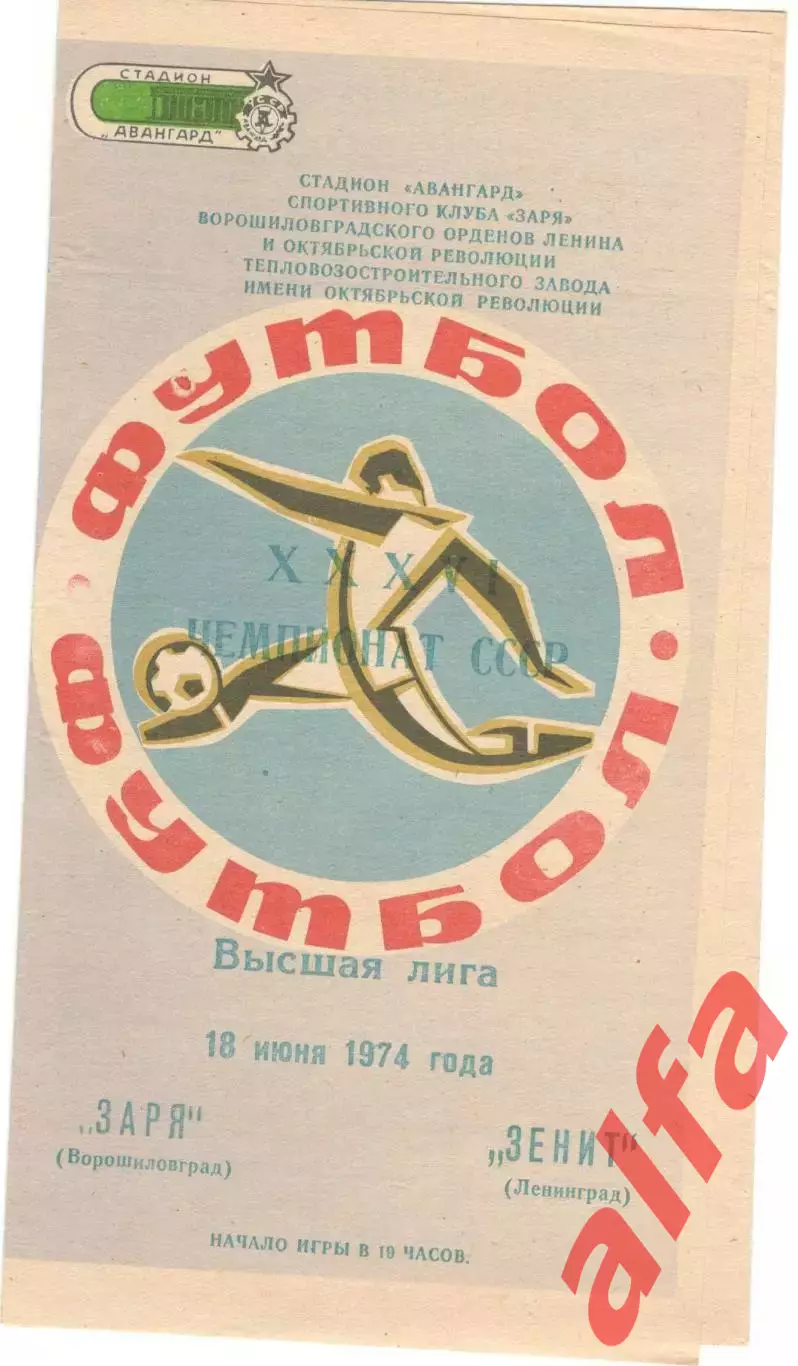 СТАДИОН
„АВАНГАРД"
СТАДИОН «АВАНГАРД»
СПОРТИВНОГО КЛУБА «ЗАРЯ»
ВОРОШИЛОВГРАДСКОГО ОРДЕНОВ ЛЕНИНА
И ОКТЯБРЬСКОЙ РЕВОЛЮЦИИ
ТЕПЛОВОЗОСТРОИТЕЛЬНОГО ЗАВОДА
ИМЕНИ ОКТЯБРЬСКОЙ РЕВОЛЮЦИИ
ФУТБОЛ · ФУТБОЛ ·
XXXVI
ЧЕМПИОНАТ СССР
Высшая лига
18 июня 1974 года
„ЗАРЯ"
(Ворошиловград)
„ЗЕНИТ"
(Ленинград)
НАЧАЛО ИГРЫ В 19 ЧАСОВ.
alfa